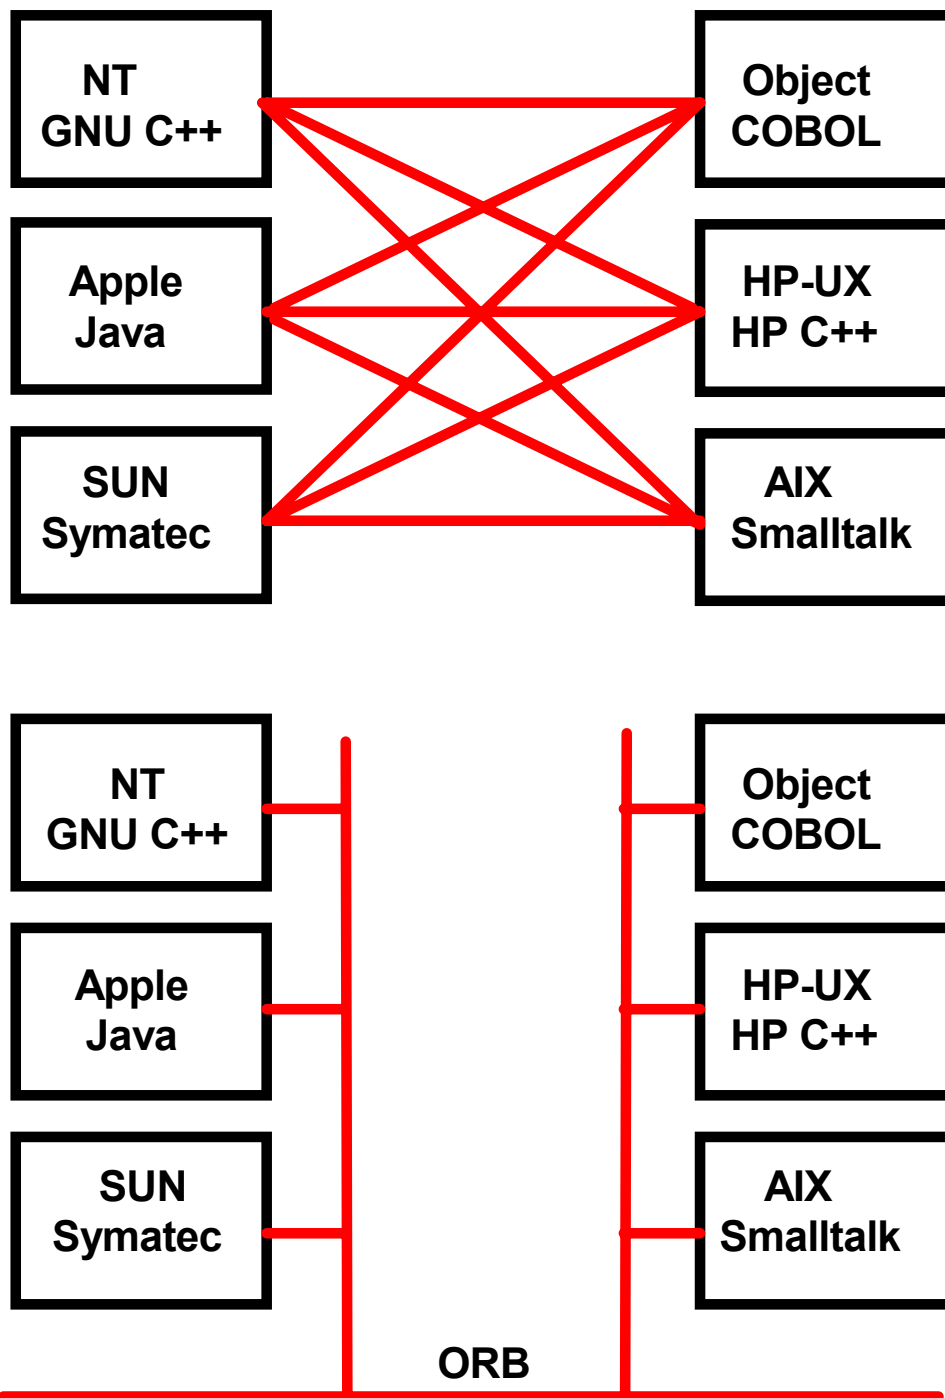 NT
GNU C++
Object
COBOL
Apple
Java
HP-UX
HP C++
SUN
Symatec
AIX
Smalltalk
NT
GNU C++
Object
COBOL
Apple
Java
HP-UX
HP C++
SUN
Symatec
AIX
Smalltalk
ORB